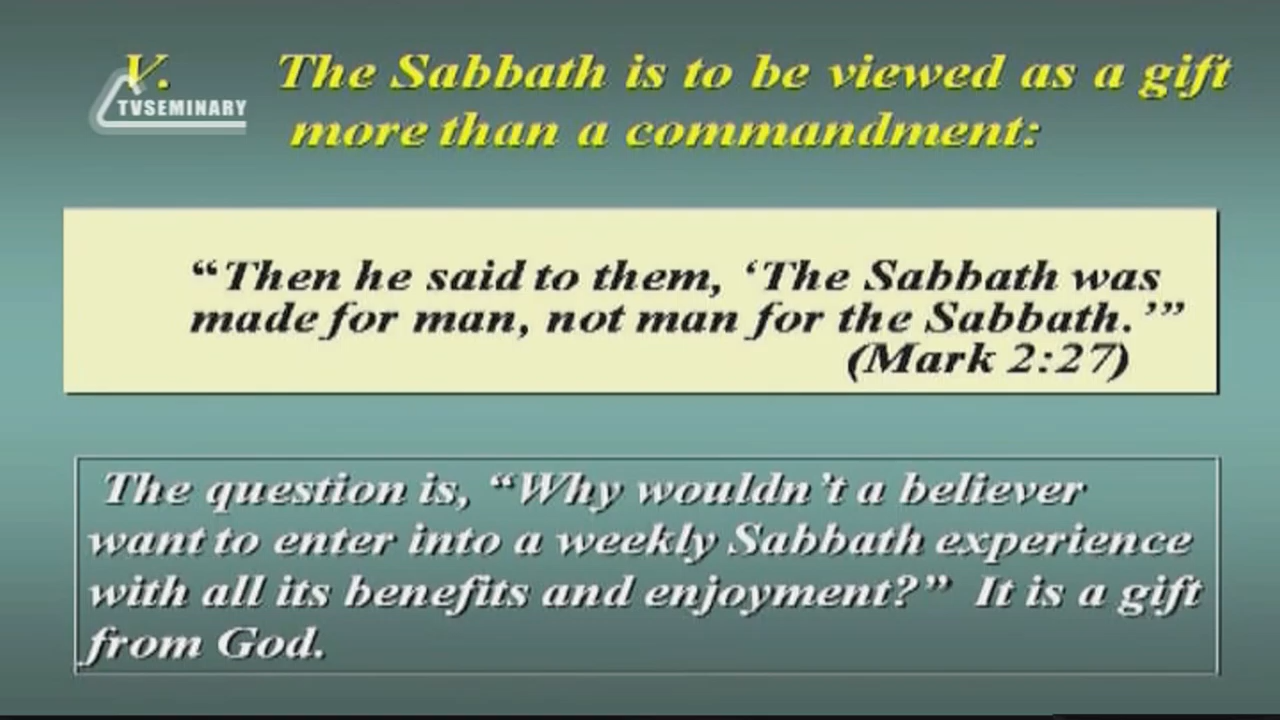 V. The Sabbath is to be viewed as a gift
TVSEMINARY
more than a commandment:
“Then he said to them, ‘The Sabbath was
made for man, not man for the Sabbath.’”
(Mark 2:27)
The question is, “Why wouldn’t a believer
want to enter into a weekly Sabbath experience
with all its benefits and enjoyment?” It is a gift
from God.